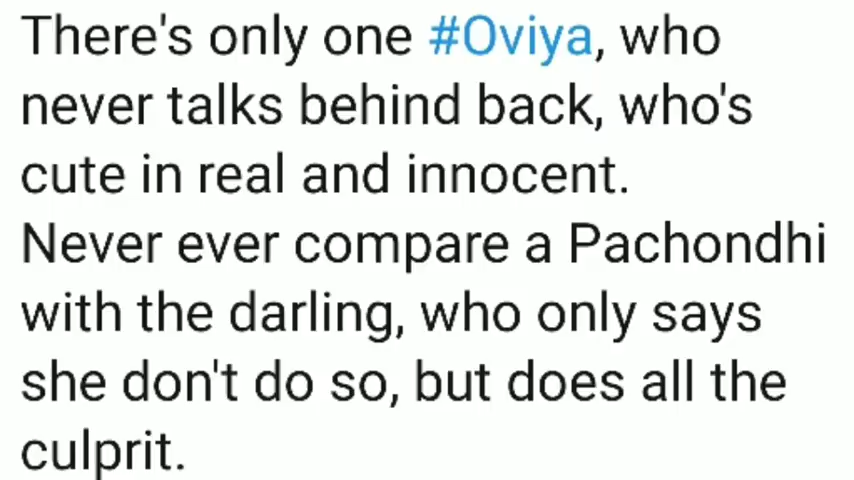 There's only one #Oviya, who
never talks behind back, who's
cute in real and innocent.
Never ever compare a Pachondhi
with the darling, who only says
she don't do so, but does all the
culprit.